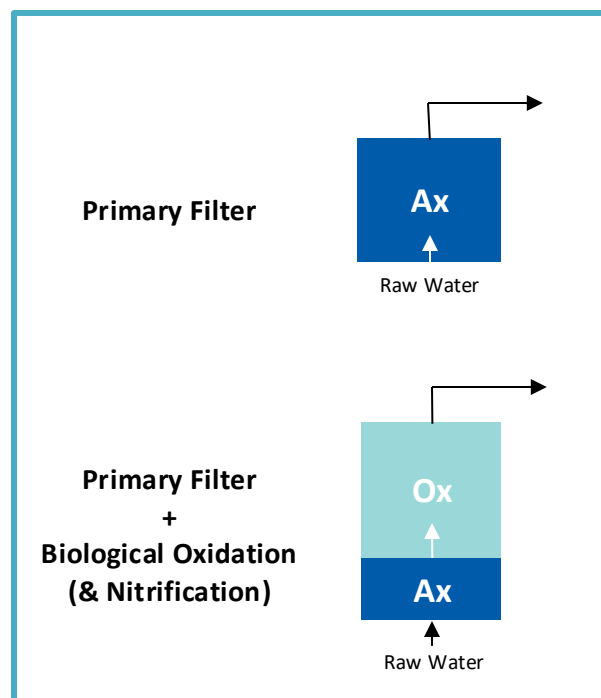 Primary Filter
Ax
Raw Water
Primary Filter
+
Biological Oxidation
(& Nitrification)
Ox
Ax
Raw Water